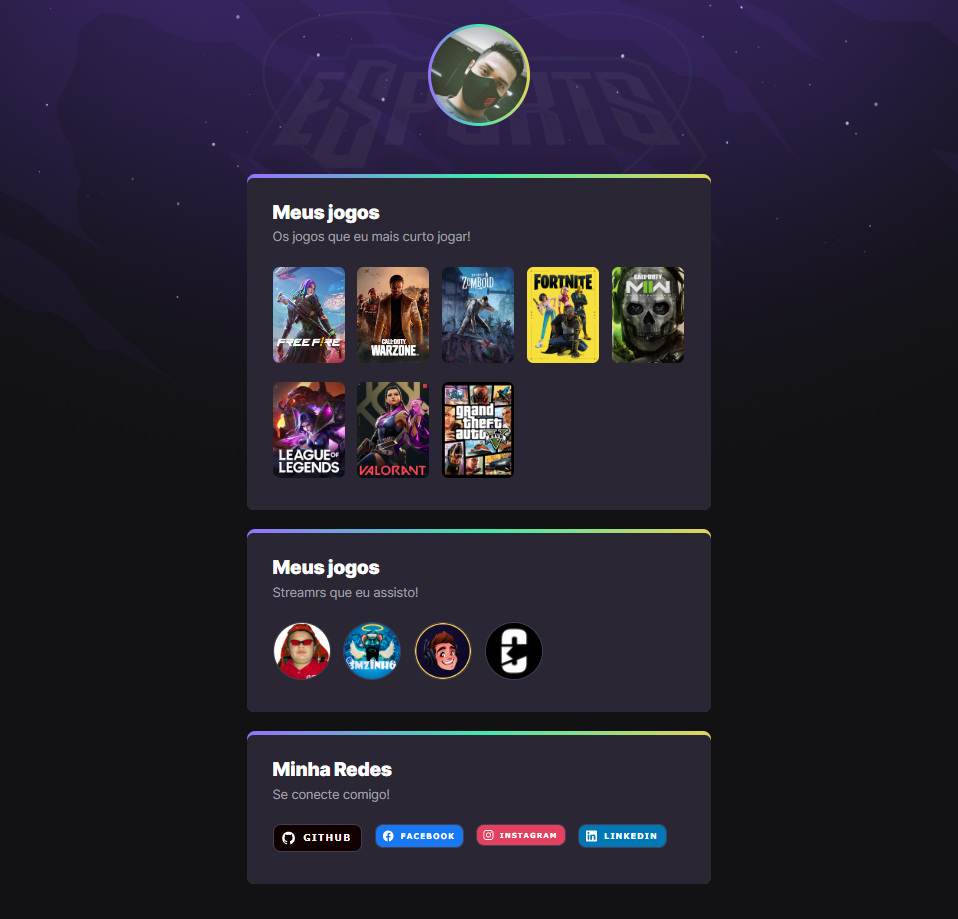 ESPORTS
Meus jogos
Os jogos que eu mais curto jogar!
FREE FIRE
CALL OF DUTY
WARZONE
PROJECT
ZOMBOID
FORTNITE
CALL OF DUTY
MWII
LEAGUE OF
LEGENDS
VALORANT
grand
theft
auto
V
Meus jogos
Streamrs que eu assisto!
Minha Redes
Se conecte comigo!
GITHUB
FACEBOOK
INSTAGRAM
LINKEDIN